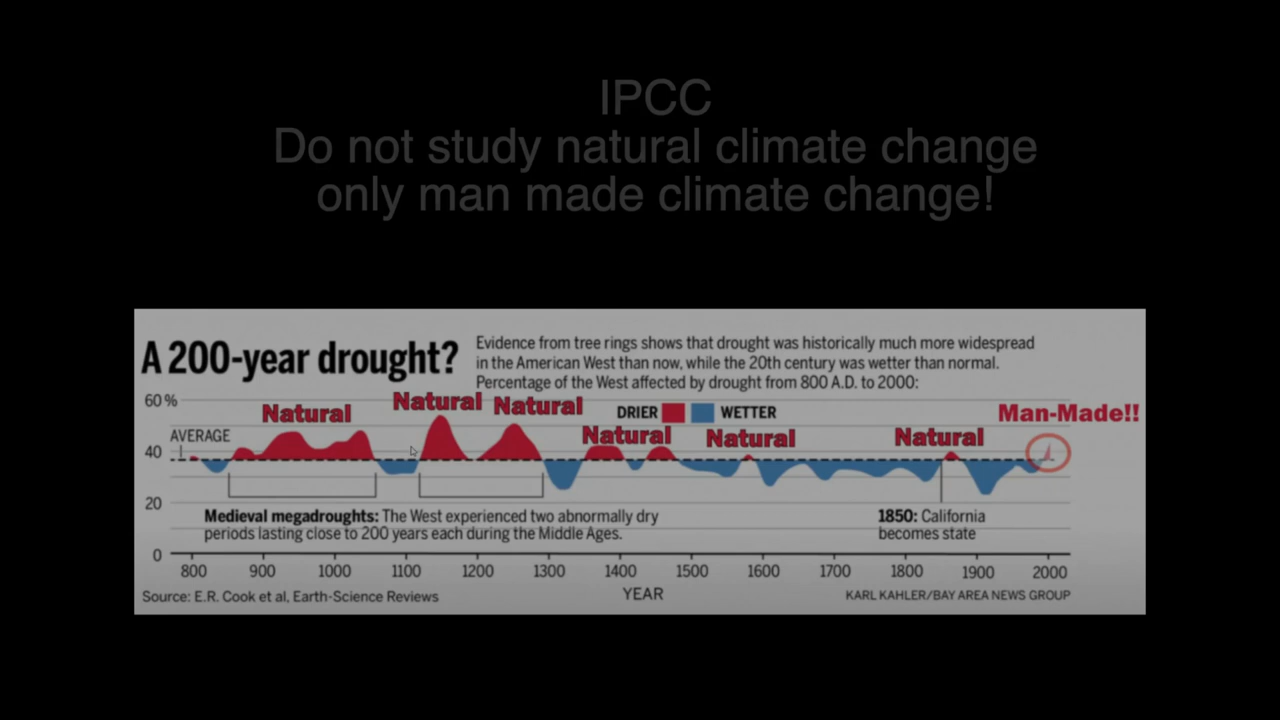 IPCC
Do not study natural climate change
only man made climate change!
A 200-year drought?
Evidence from tree rings shows that drought was historically much more widespread
in the American West than now, while the 20th century was wetter than normal.
Percentage of the West affected by drought from 800 A.D. to 2000:
60%
Natural
Natural
Natural
DRIER
WETTER
Man-Made!!
AVERAGE
Natural
Natural
Natural
40
20
Medieval megadroughts: The West experienced two abnormally dry
periods lasting close to 200 years each during the Middle Ages.
1850: California
becomes state
0
800 900 1000 1100 1200 1300 1400 1500 1600 1700 1800 1900 2000
Source: E.R. Cook et al, Earth-Science Reviews
YEAR
KARL KAHLER/BAY AREA NEWS GROUP